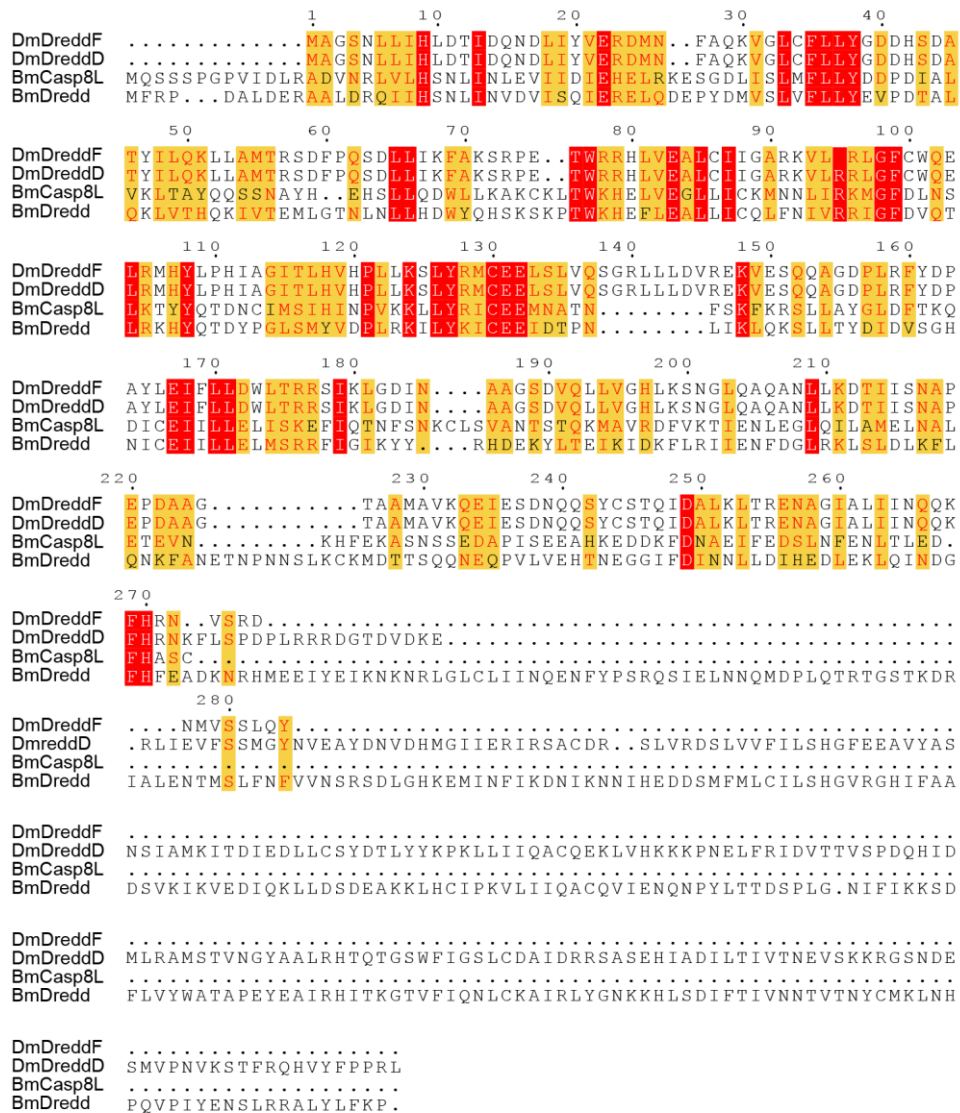 1 10 20 30 40
DmDreddF .............MAGSNLLIHLDTIDQNDLIYVERDMN..FAQKVGLCFLLYGDDHSDA
DmDreddD .............MAGSNLLIHLDTIDQNDLIYVERDMN..FAQKVGLCFLLYGDDHSDA
BmCasp8L MQSSSPGPVIDLRADVNRLVLHSNLINLEVIIDIEHELRKESGDLISLMFLLYDDPDIAL
BmDredd MFRP...DALDERAALDRQIIHSNLINVDVISQIERELQDEPYDMVSLVFLLYEVPDTAL
50 60 70 80 90 100
DmDreddF TYILQKLLAMTRSDFPQSDLLIKFAKSRPE..TWRRHLVEALCIIGARKVLRRLGFCWQE
DmDreddD TYILQKLLAMTRSDFPQSDLLIKFAKSRPE..TWRRHLVEALCIIGARKVLRRLGFCWQE
BmCasp8L VKLTAYQQSSNAYH..EHSLLQDWLLKAKCKLTWKHELVEGLLICKMNNLIRKMGFDLNS
BmDredd QKLVTHQKIVTEMLGTNLNLLHDWYQHSKSKPTWKHEFLEALLICQLFNIVRRIGFDVQT
110 120 130 140 150 160
DmDreddF LRMHYLPHIAGITLHVHPLLKSLYRMCEELSLVQSGRLLLDVREKVESQQAGDPLRFYDP
DmDreddD LRMHYLPHIAGITLHVHPLLKSLYRMCEELSLVQSGRLLLDVREKVESQQAGDPLRFYDP
BmCasp8L LKTYYQTDNCIMSIHINPVKKLLYRICEEMNATN........FSKFKRSLLAYGLDFTKQ
BmDredd LRKHYQTDYPGLSMYVDPLRKILYKICEEIDTPN........LIKLQKSLLTYDIDVSGH
170 180 190 200 210
DmDreddF AYLEIFLLDWLTRRSIKLGDIN....AAGSDVQLLVGHLKSNGLQAQANLLKDTIISNAP
DmDreddD AYLEIFLLDWLTRRSIKLGDIN....AAGSDVQLLVGHLKSNGLQAQANLLKDTIISNAP
BmCasp8L DICEIILLELISKEFIQTNFSNKCLSVANTSTQKMAVRDFVKTIENLEGLQILAMELNAL
BmDredd NICEIVLLELMSRRFIGIKYY....RHDEKYLTEIKIDKFLRIIENFDGLRKLSLDLKFL
220 230 240 250 260
DmDreddF EPDAAG...........TAAMAVKQEIESDNQQSYCSTQIDALKLTRENAGIALIINQQK
DmDreddD EPDAAG...........TAAMAVKQEIESDNQQSYCSTQIDALKLTRENAGIALIINQQK
BmCasp8L ETEVN.........KHFEKASNSSEDAPISEEAHKEDDKFDNAEIFEDSLNFENLTLED.
BmDredd QNKFANETNPNNSLKCKMDTTSQQNEQPVLVEHTNEGGIFDINNLLDIHEDLEKLQINDG
270
DmDreddF FHRN..VSRD..................................................
DmDreddD FHRNKFLSPDPLRRRDGTDVDKE.....................................
BmCasp8L FHASC.......................................................
BmDredd FHFEADKNRHMEEIYEIKNKNRLGLCLIINQENFYPSRQSIELNNQMDPLQTRTGSTKDR
280
DmDreddF ....NMVSSLQY................................................
DmreddD .RLIEVFSSMGYNVEAYDNVDHMGIIERIRSACDR..SLVRDSLVVFILSHGFEEAVYAS
BmCasp8L ............................................................
BmDredd IALENTMSLFNFVVNSRSDLGHKEMINFIKDNIKNNIHEDDSMFMLCILSHGVRGHIFAA
DmDreddF ............................................................
DmDreddD NSIAMKITDIEDLLCSYDTLYYKPKLLIIQACQEKLVHKKKPNELFRIDVTTVSPDQHID
BmCasp8L ............................................................
BmDredd DSVKIKVEDIQKLLDSDEAKKLHCIPKVLIIQACQVIENQNPYLTTDSPLG.NIFIKKSD
DmDreddF ............................................................
DmDreddD MLRAMSTVNGYAALRHTQTGSWFIGSLCDAIDRRSASEHIADILTIVTNEVSKKRGSNDE
BmCasp8L ............................................................
BmDredd FLVYWATAPEYEAIRHITKGTVFIQNLCKAIRLYGNKKHLSDIFTIVNNTVTNYCMKLNH
DmDreddF ....................
DmDreddD SMVPNVKSTFRQHVYFPPRL
BmCasp8L ....................
BmDredd PQVPIYENSLRRALYLFKP.